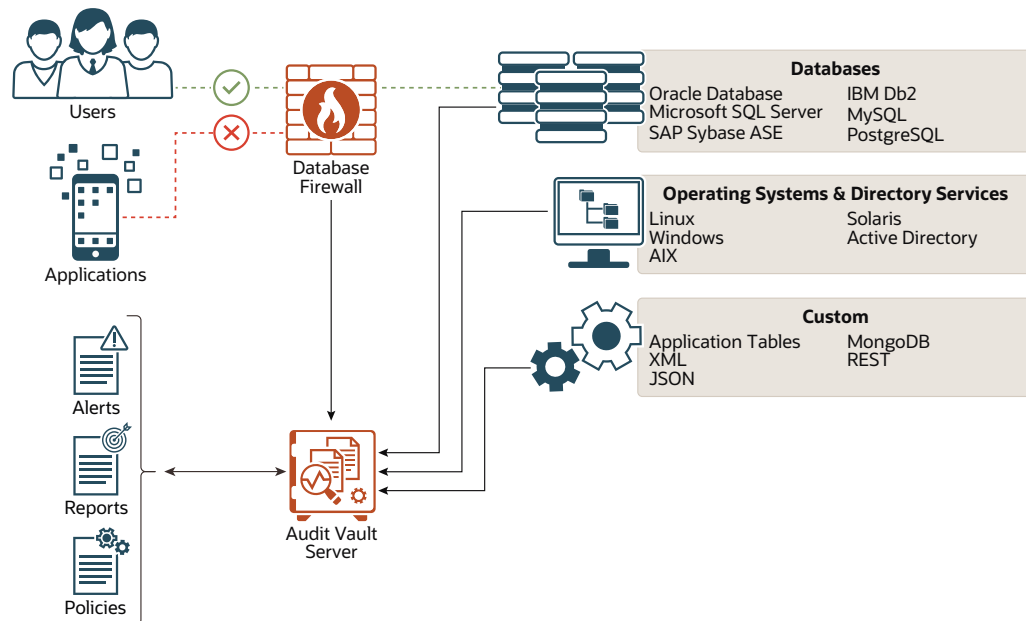 Users
Applications
Database
Firewall
Databases
Oracle Database
Microsoft SQL Server
SAP Sybase ASE
IBM Db2
MySQL
PostgreSQL
Operating Systems & Directory Services
Linux
Windows
AIX
Solaris
Active Directory
Custom
Application Tables
XML
JSON
MongoDB
REST
Alerts
Reports
Policies
Audit Vault
Server